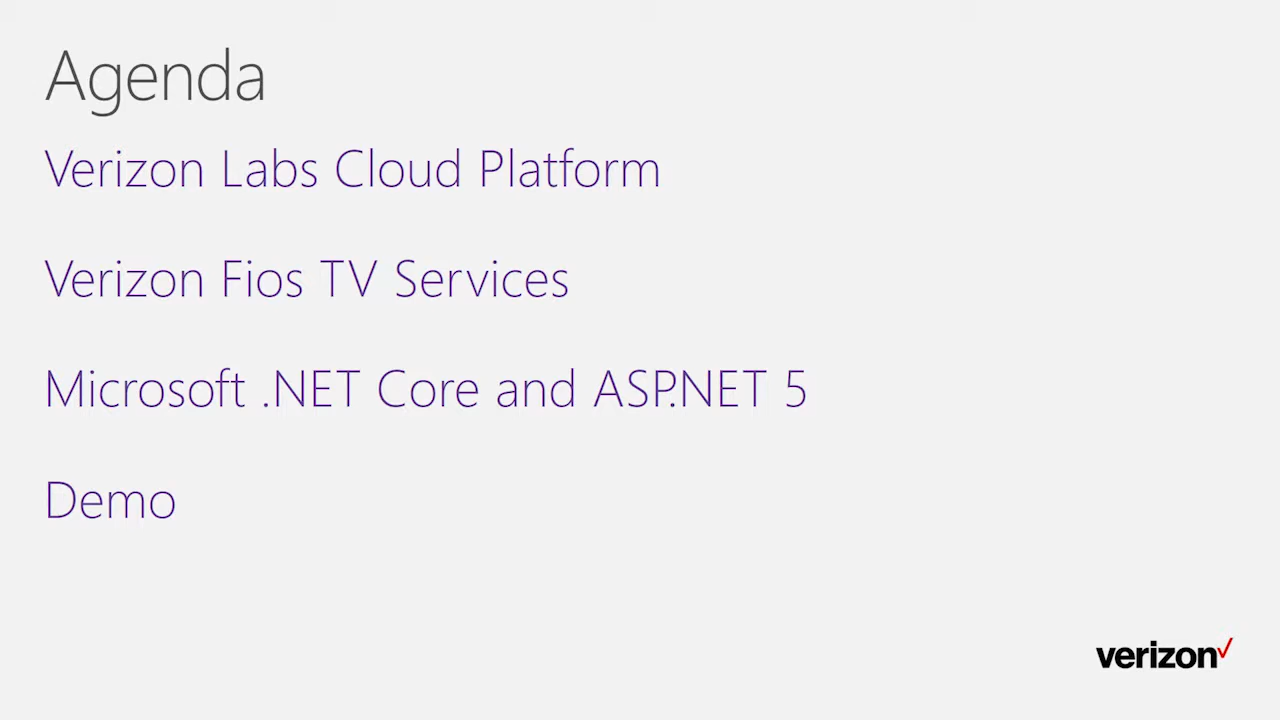 Agenda
Verizon Labs Cloud Platform
Verizon Fios TV Services
Microsoft .NET Core and ASP.NET 5
Demo
verizon✓